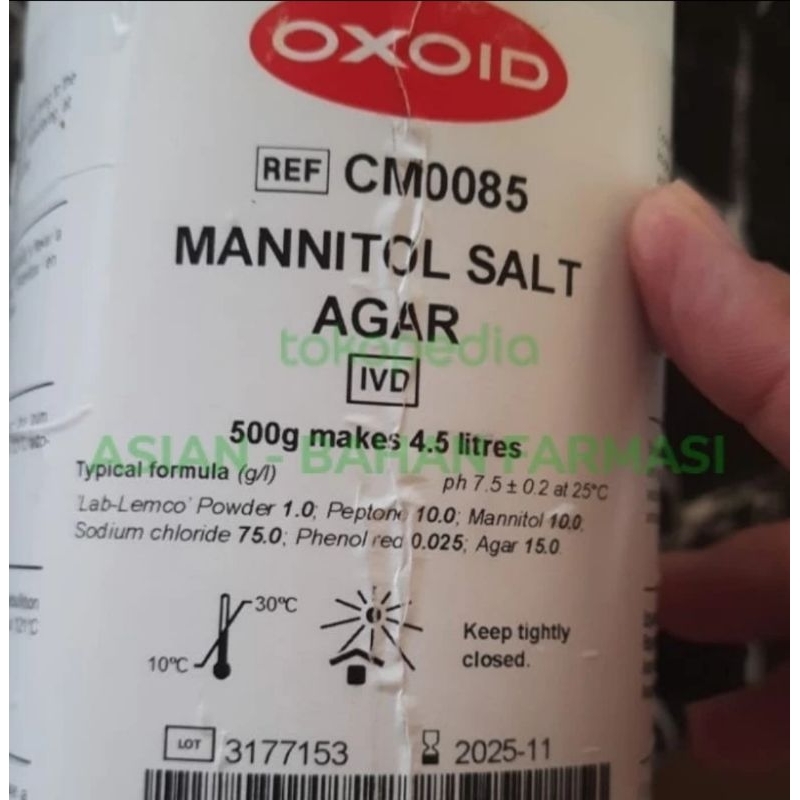 OXOID
REF CM0085
MANNITOL SALT
AGAR
tokopedia
IVD
500g makes 4.5 litres
ASIAN - BAHAN FARMASI
Typical formula (g/l)
ph 7.5 ± 0.2 at 25°C
'Lab-Lemco' Powder 1.0; Peptone 10.0; Mannitol 10.0;
Sodium chloride 75.0; Phenol red 0.025; Agar 15.0
30°C
10°C
Keep tightly
closed.
LOT 3177153
2025-11